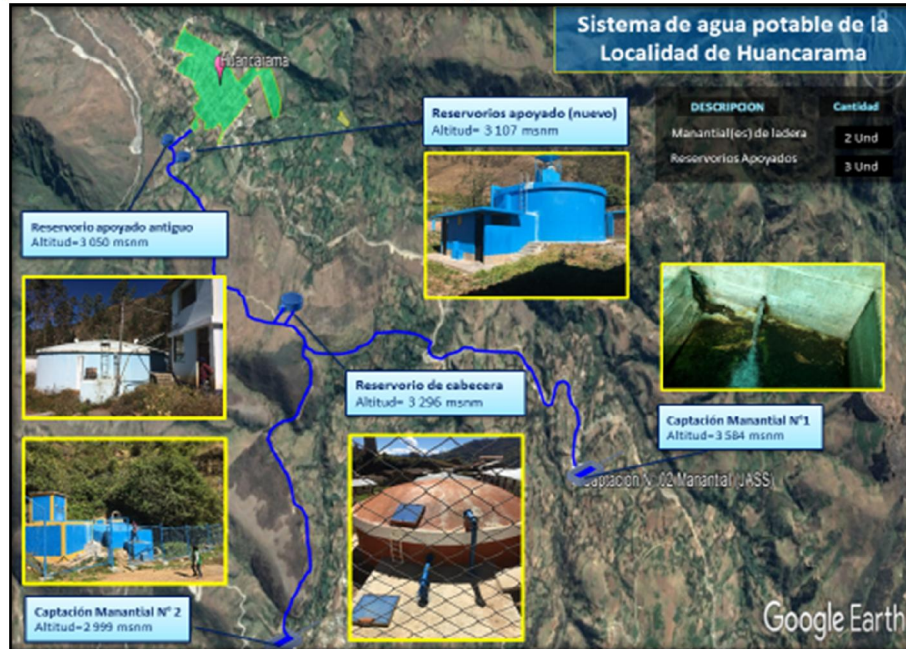 Sistema de agua potable de la
Localidad de Huancarama
Huancarama
DESCRIPCION Cantidad
Manantial(es) de ladera 2 Und
Reservorios Apoyados 3 Und
Reservorios apoyado (nuevo)
Altitud= 3 107 msnm
Reservorio apoyado antiguo
Altitud=3 050 msnm
Reservorio de cabecera
Altitud= 3 296 msnm
Captación Manantial N°1
Altitud=3 584 msnm
Captación N°.02 Manantial (JASS)
Captación Manantial N° 2
Altitud=2 999 msnm
Google Earth